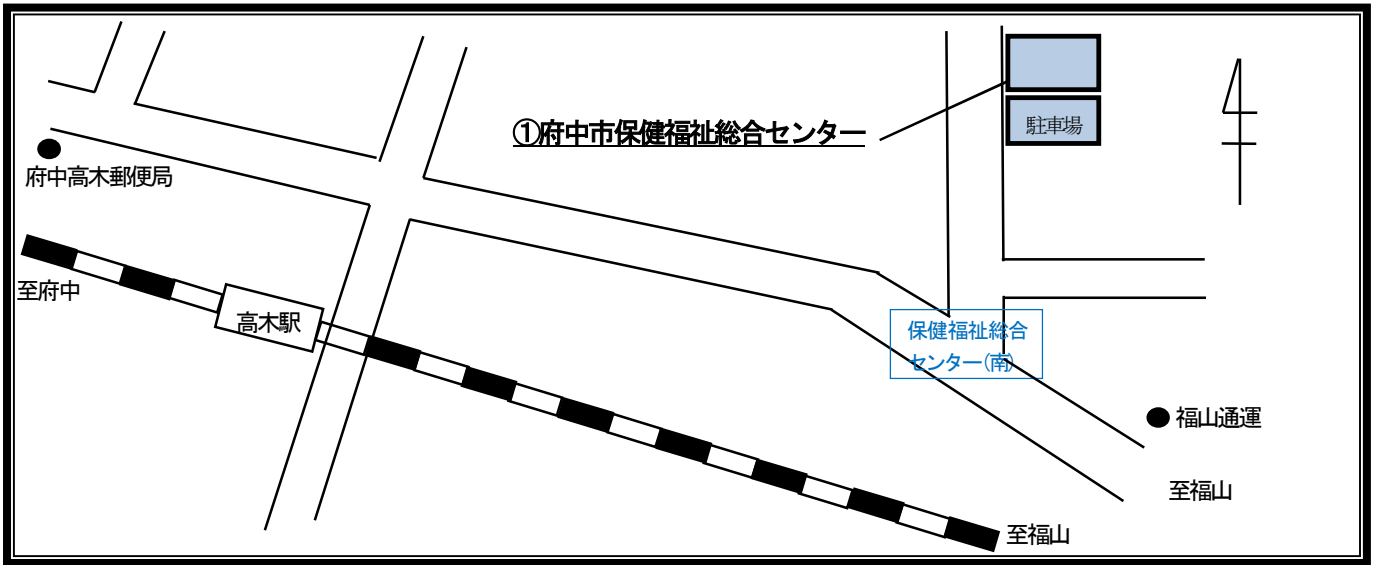 ①府中市保健福祉総合センター
駐車場
府中高木郵便局
至府中
高木駅
保健福祉総合
センター(南)
福山通運
至福山
至福山